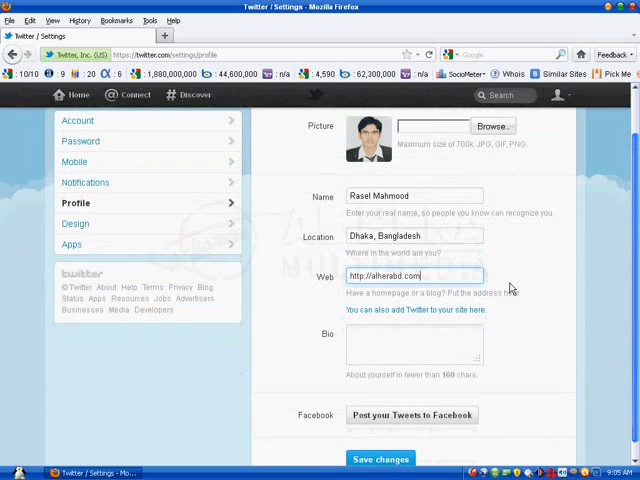 Twitter / Settings - Mozilla Firefox
File Edit View History Bookmarks Tools Help
Twitter / Settings
Twitter, Inc. (US) https://twitter.com/settings/profile Google Feedback
: 10/10 : 9 : 20 : 6 : 1,880,000,000 : 44,600,000 : n/a : 4,590 : 62,300,000 : n/a SocioMeter Whois Similar Sites Pick Me
Home Connect Discover Search
Account
Password
Mobile
Notifications
Profile
Design
Apps
twitter
© Twitter About Help Terms Privacy Blog
Status Apps Resources Jobs Advertisers
Businesses Media Developers
Picture Browse..
Maximum size of 700k. JPG, GIF, PNG.
Name Rasel Mahmood
Enter your real name, so people you know can recognize you.
Location Dhaka, Bangladesh
Where in the world are you?
Web http://alherabd.com
Have a homepage or a blog? Put the address here
You can also add Twitter to your site here.
Bio
About yourself in fewer than 160 chars.
Facebook Post your Tweets to Facebook
Save changes
Twitter / Settings - Mo... 9:05 AM